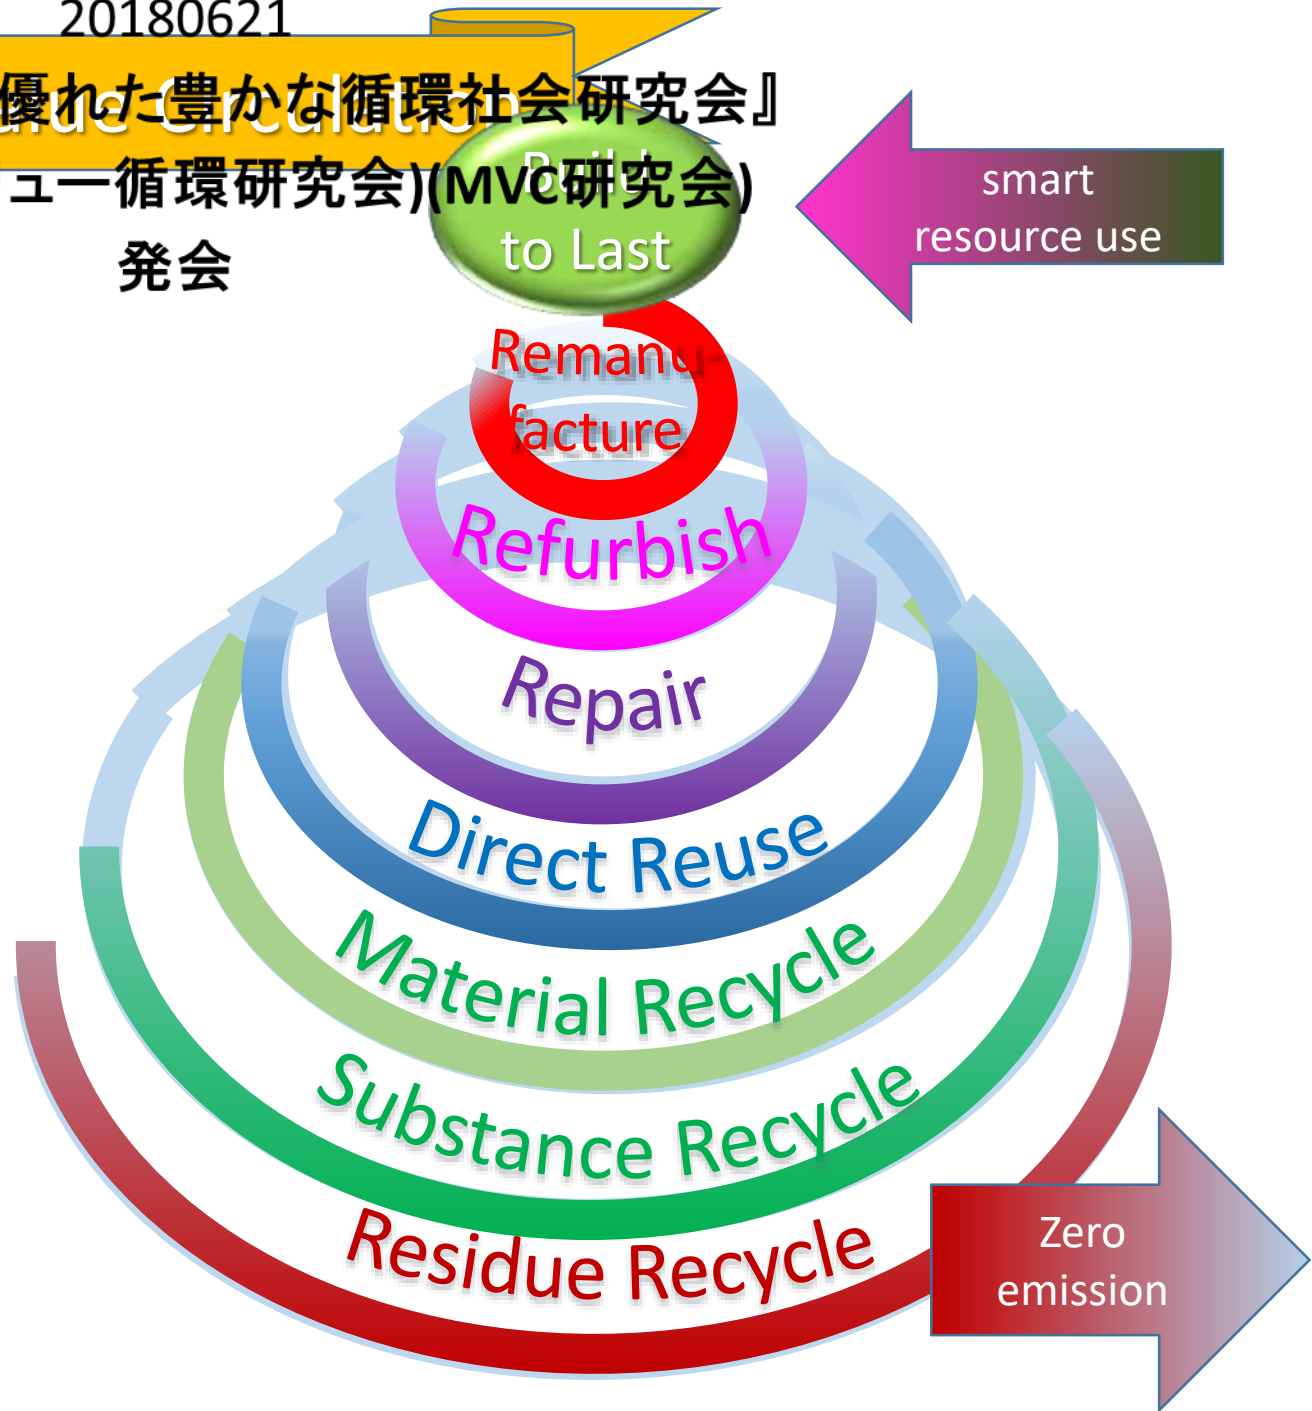 20180621
優れた豊かな循環社会研究会』
Circulation
ュー循環研究会)(MVC研究会)
発会
Build
to Last
smart
resource use
Remanu-
facture
Refurbish
Repair
Direct Reuse
Material Recycle
Substance Recycle
Residue Recycle
Zero
emission